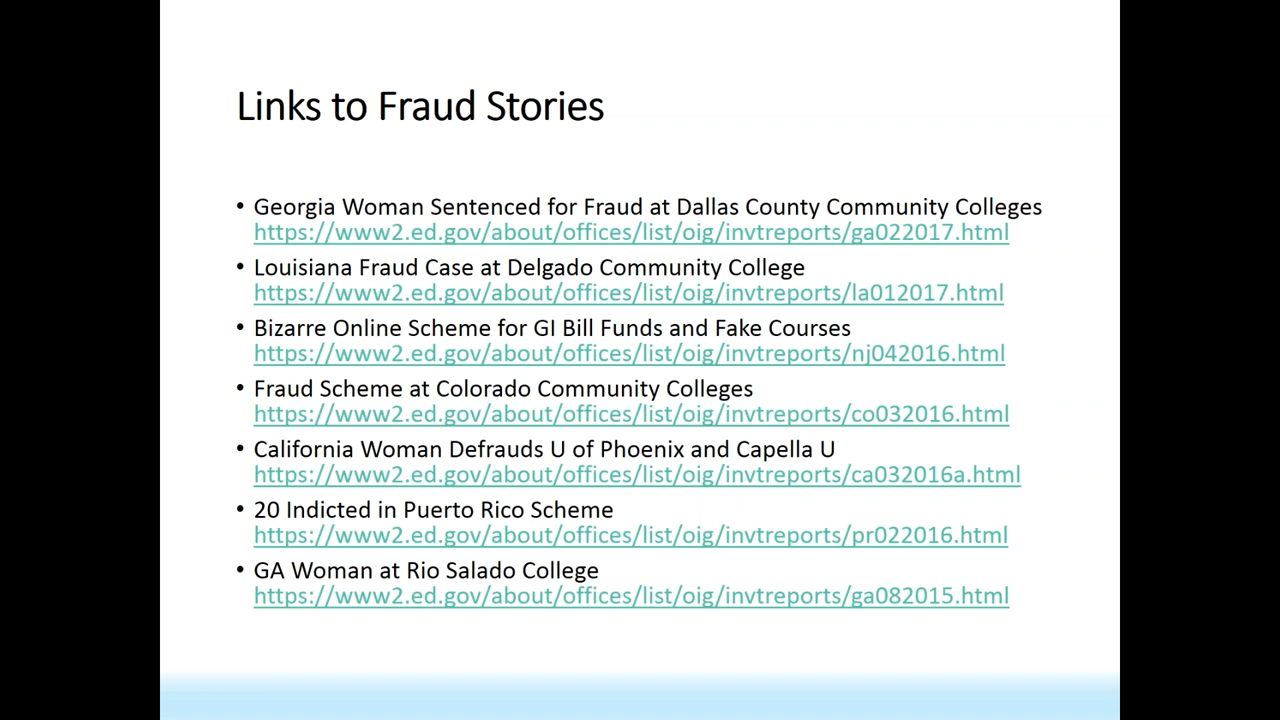 Links to Fraud Stories
• Georgia Woman Sentenced for Fraud at Dallas County Community Colleges
https://www2.ed.gov/about/offices/list/oig/invtreports/ga022017.html
• Louisiana Fraud Case at Delgado Community College
https://www2.ed.gov/about/offices/list/oig/invtreports/la012017.html
• Bizarre Online Scheme for GI Bill Funds and Fake Courses
https://www2.ed.gov/about/offices/list/oig/invtreports/nj042016.html
• Fraud Scheme at Colorado Community Colleges
https://www2.ed.gov/about/offices/list/oig/invtreports/co032016.html
• California Woman Defrauds U of Phoenix and Capella U
https://www2.ed.gov/about/offices/list/oig/invtreports/ca032016a.html
• 20 Indicted in Puerto Rico Scheme
https://www2.ed.gov/about/offices/list/oig/invtreports/pr022016.html
• GA Woman at Rio Salado College
https://www2.ed.gov/about/offices/list/oig/invtreports/ga082015.html